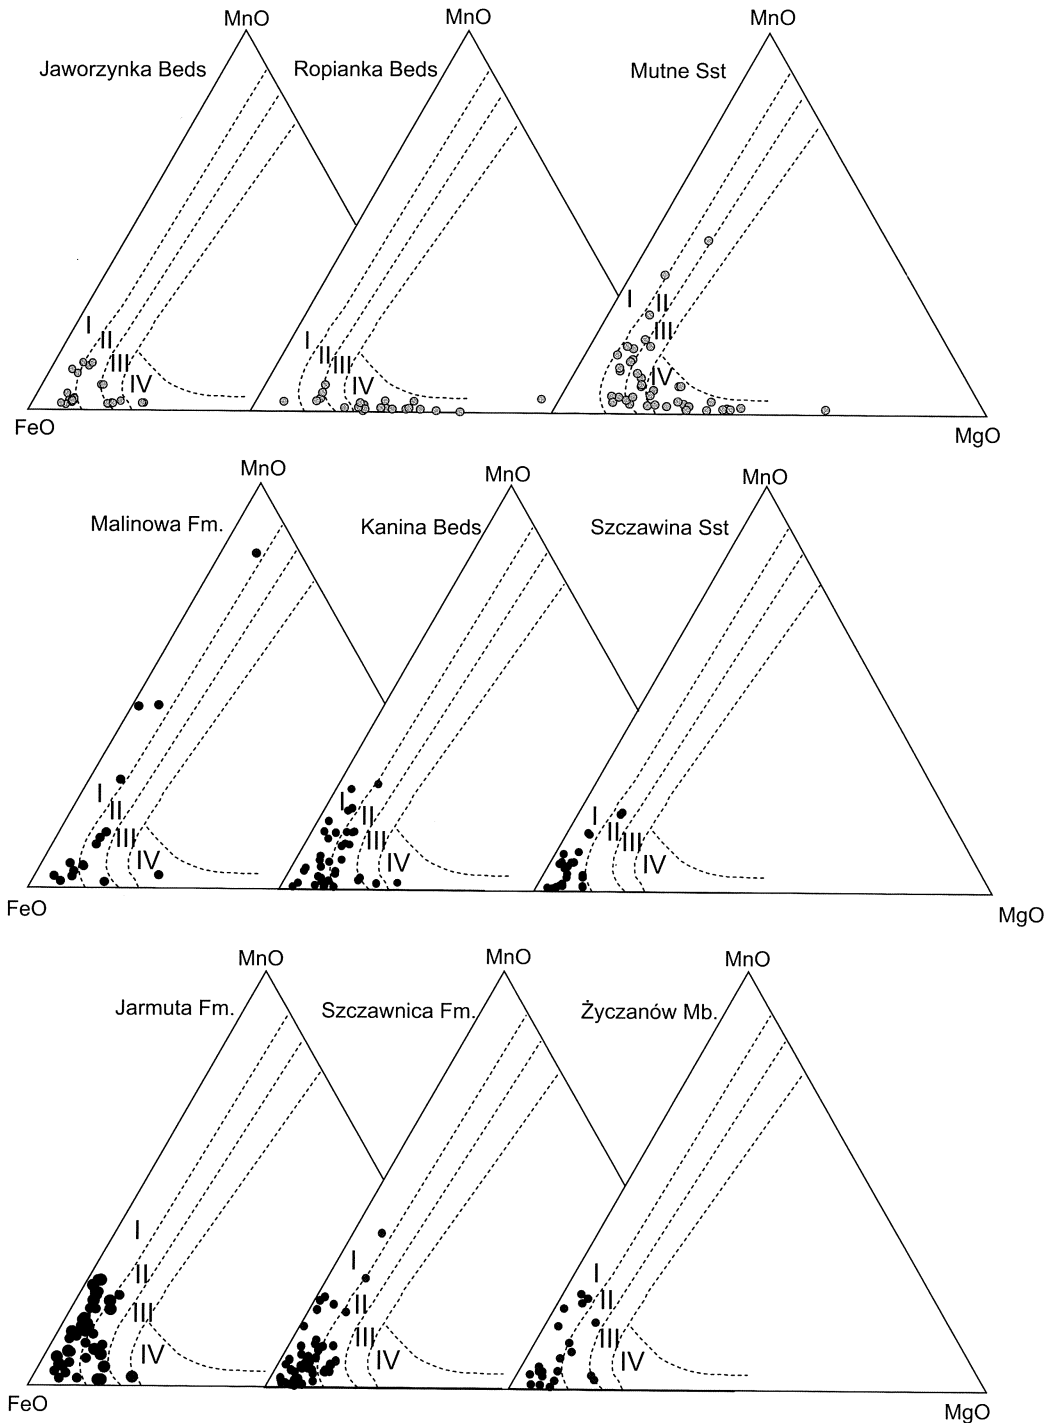 MnO MnO MnO
Jaworzynka Beds Ropianka Beds Mutne Sst
I II III IV I II III IV I II III IV
FeO MgO
MnO MnO MnO
Malinowa Fm. Kanina Beds Szczawina Sst
I II III IV I II III IV I II III IV
FeO MgO
MnO MnO MnO
Jarmuta Fm. Szczawnica Fm. Życzanów Mb.
I II III IV I II III IV I II III IV
FeO MgO